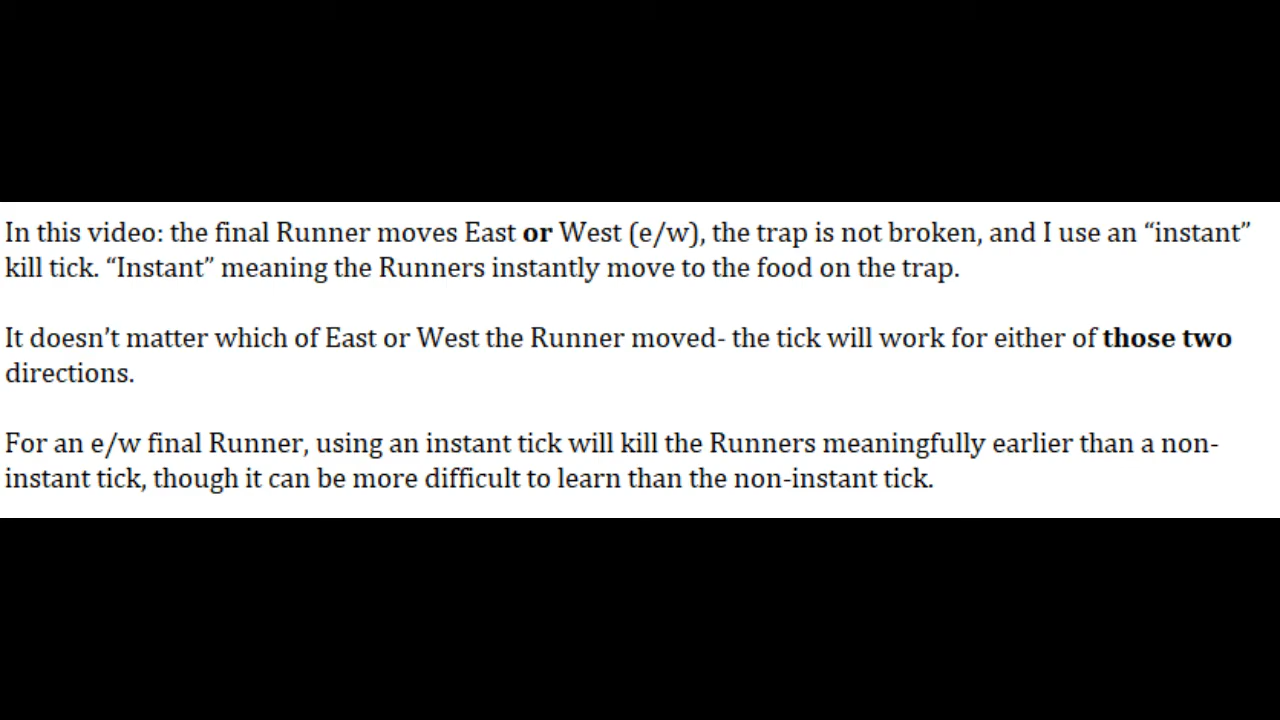 In this video: the final Runner moves East or West (e/w), the trap is not broken, and I use an “instant”
kill tick. “Instant” meaning the Runners instantly move to the food on the trap.
It doesn’t matter which of East or West the Runner moved- the tick will work for either of those two
directions.
For an e/w final Runner, using an instant tick will kill the Runners meaningfully earlier than a non-
instant tick, though it can be more difficult to learn than the non-instant tick.